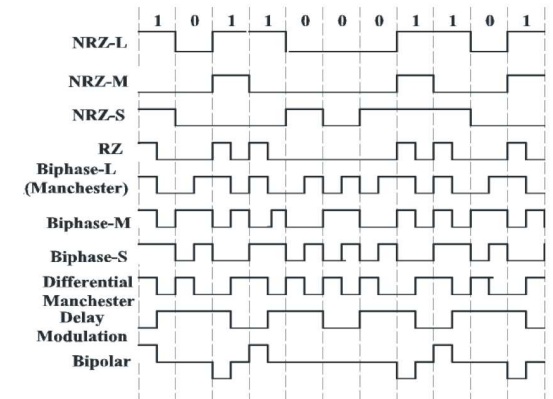 1 0 1 1 0 0 0 1 1 0 1
NRZ-L
NRZ-M
NRZ-S
RZ
Biphase-L
(Manchester)
Biphase-M
Biphase-S
Differential
Manchester
Delay
Modulation
Bipolar